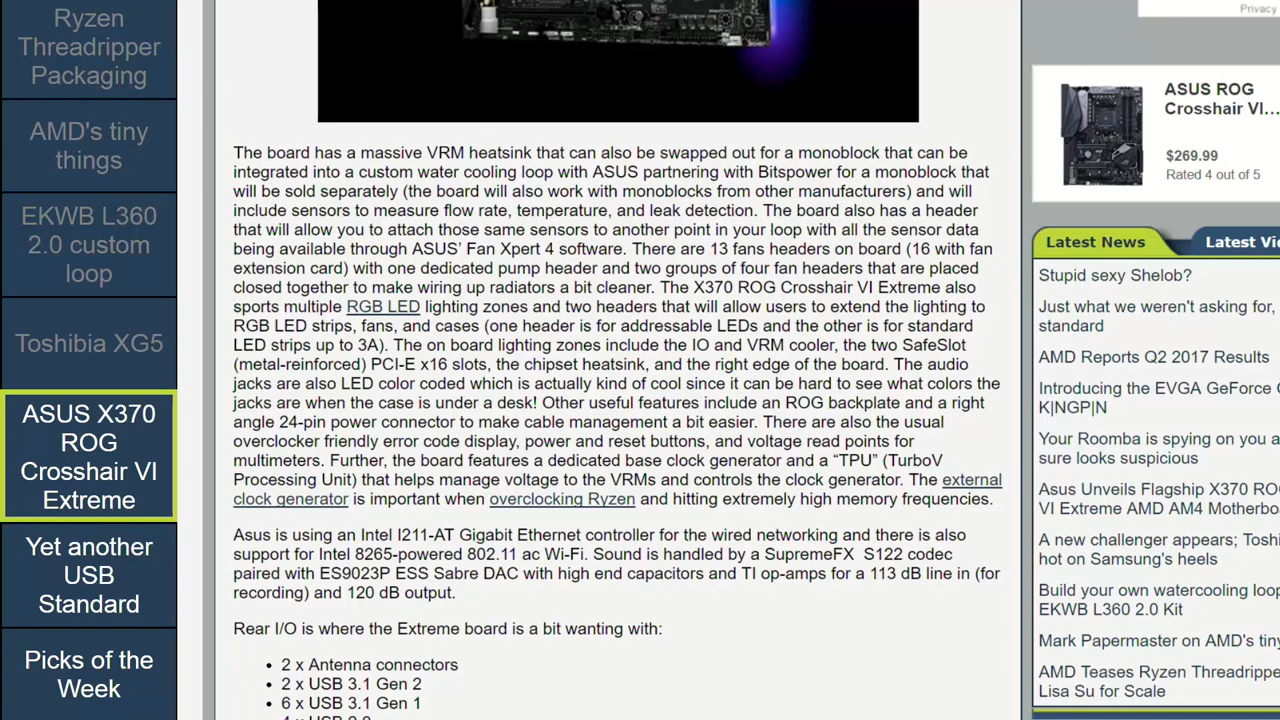 Ryzen
Threadripper
Packaging
AMD's tiny
things
EKWB L360
2.0 custom
loop
Toshibia XG5
ASUS X370
ROG
Crosshair VI
Extreme
Yet another
USB
Standard
Picks of the
Week
The board has a massive VRM heatsink that can also be swapped out for a monoblock that can be
integrated into a custom water cooling loop with ASUS partnering with Bitspower for a monoblock that
will be sold separately (the board will also work with monoblocks from other manufacturers) and will
include sensors to measure flow rate, temperature, and leak detection. The board also has a header
that will allow you to attach those same sensors to another point in your loop with all the sensor data
being available through ASUS’ Fan Xpert 4 software. There are 13 fans headers on board (16 with fan
extension card) with one dedicated pump header and two groups of four fan headers that are placed
closed together to make wiring up radiators a bit cleaner. The X370 ROG Crosshair VI Extreme also
sports multiple RGB LED lighting zones and two headers that will allow users to extend the lighting to
RGB LED strips, fans, and cases (one header is for addressable LEDs and the other is for standard
LED strips up to 3A). The on board lighting zones include the IO and VRM cooler, the two SafeSlot
(metal-reinforced) PCI-E x16 slots, the chipset heatsink, and the right edge of the board. The audio
jacks are also LED color coded which is actually kind of cool since it can be hard to see what colors the
jacks are when the case is under a desk! Other useful features include an ROG backplate and a right
angle 24-pin power connector to make cable management a bit easier. There are also the usual
overclocker friendly error code display, power and reset buttons, and voltage read points for
multimeters. Further, the board features a dedicated base clock generator and a “TPU” (TurboV
Processing Unit) that helps manage voltage to the VRMs and controls the clock generator. The external
clock generator is important when overclocking Ryzen and hitting extremely high memory frequencies.
Asus is using an Intel I211-AT Gigabit Ethernet controller for the wired networking and there is also
support for Intel 8265-powered 802.11 ac Wi-Fi. Sound is handled by a SupremeFX S122 codec
paired with ES9023P ESS Sabre DAC with high end capacitors and TI op-amps for a 113 dB line in (for
recording) and 120 dB output.
Rear I/O is where the Extreme board is a bit wanting with:
• 2 x Antenna connectors
• 2 x USB 3.1 Gen 2
• 6 x USB 3.1 Gen 1
Privacy
ASUS ROG
Crosshair VI...
$269.99
Rated 4 out of 5
Latest News
Latest Vi
Stupid sexy Shelob?
Just what we weren't asking for,
standard
AMD Reports Q2 2017 Results
Introducing the EVGA GeForce
K|NGP|N
Your Roomba is spying on you a
sure looks suspicious
Asus Unveils Flagship X370 RO
VI Extreme AMD AM4 Motherbo
A new challenger appears; Toshi
hot on Samsung's heels
Build your own watercooling loop
EKWB L360 2.0 Kit
Mark Papermaster on AMD's tiny
AMD Teases Ryzen Threadripper
Lisa Su for Scale